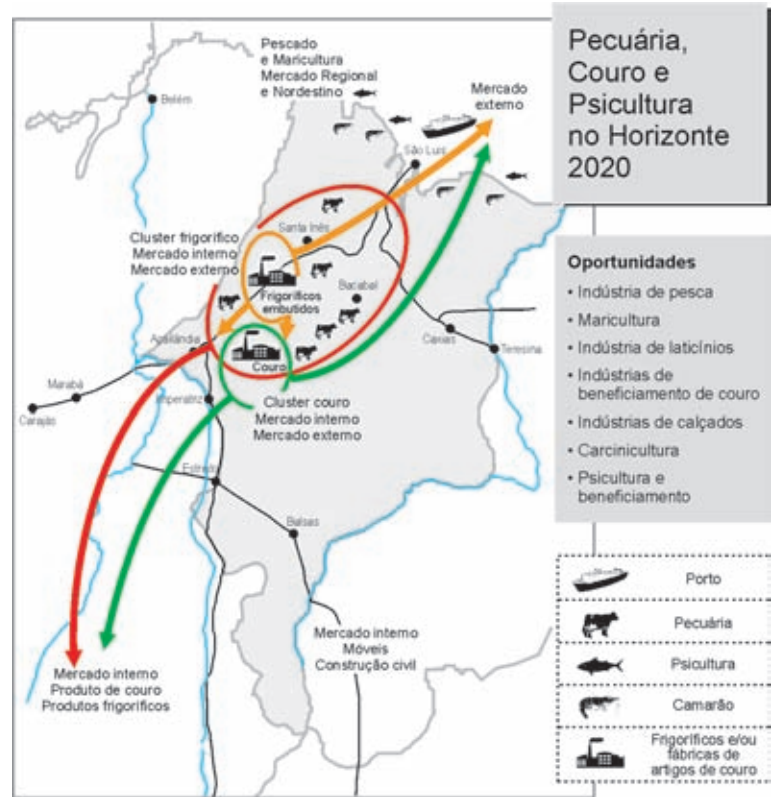 Pecuária,
Couro e
Psicultura
no Horizonte
2020
Pescado
e Maricultura
Mercado Regional
e Nordestino
Mercado
externo
Belém
São Luís
Santa Inês
Cluster frigorífico
Mercado interno
Mercado externo
Frigoríficos
embutidos
Bacabal
Açailândia
Couro
Caxias
Teresina
Marabá
Carajás
Imperatriz
Cluster couro
Mercado interno
Mercado externo
Estreito
Balsas
Mercado interno
Móveis
Construção civil
Mercado interno
Produto de couro
Produtos frigoríficos
Oportunidades
• Indústria de pesca
• Maricultura
• Indústria de laticínios
• Indústrias de
beneficiamento de couro
• Indústrias de calçados
• Carcinicultura
• Psicultura e
beneficiamento
Porto
Pecuária
Psicultura
Camarão
Frigoríficos e/ou
fábricas de
artigos de couro